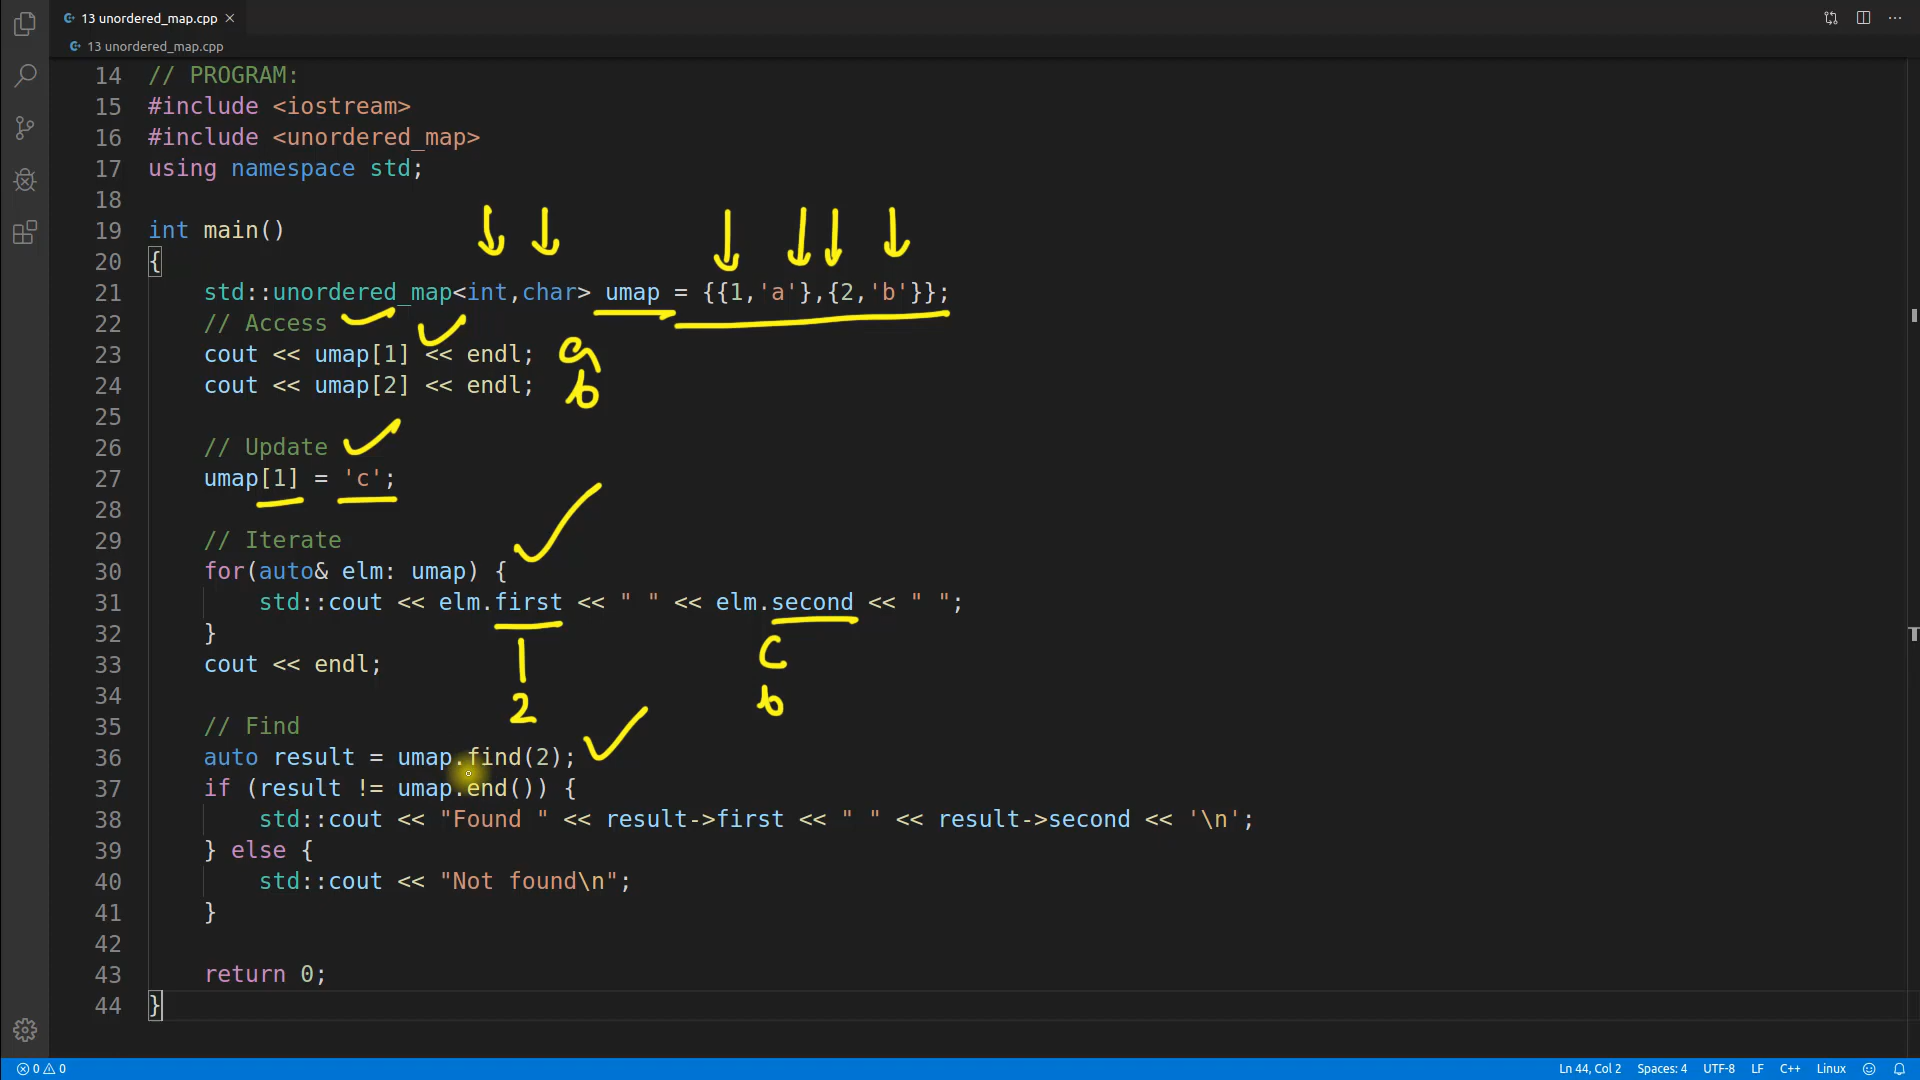 13 unordered_map.cpp
13 unordered_map.cpp
14 // PROGRAM:
15 #include <iostream>
16 #include <unordered_map>
17 using namespace std;
18
19 int main()
20 {
21 std::unordered_map<int,char> umap = {{1,'a'},{2,'b'}};
22 // Access
23 cout << umap[1] << endl; a
24 cout << umap[2] << endl; b
25
26 // Update
27 umap[1] = 'c';
28
29 // Iterate
30 for(auto& elm: umap) {
31 std::cout << elm.first << " " << elm.second << " ";
32 }
33 cout << endl; 1 C
34 2 b
35 // Find
36 auto result = umap.find(2);
37 if (result != umap.end()) {
38 std::cout << "Found " << result->first << " " << result->second << '\n';
39 } else {
40 std::cout << "Not found\n";
41 }
42
43 return 0;
44 }
0 0 Ln 44, Col 2 Spaces: 4 UTF-8 LF C++ Linux